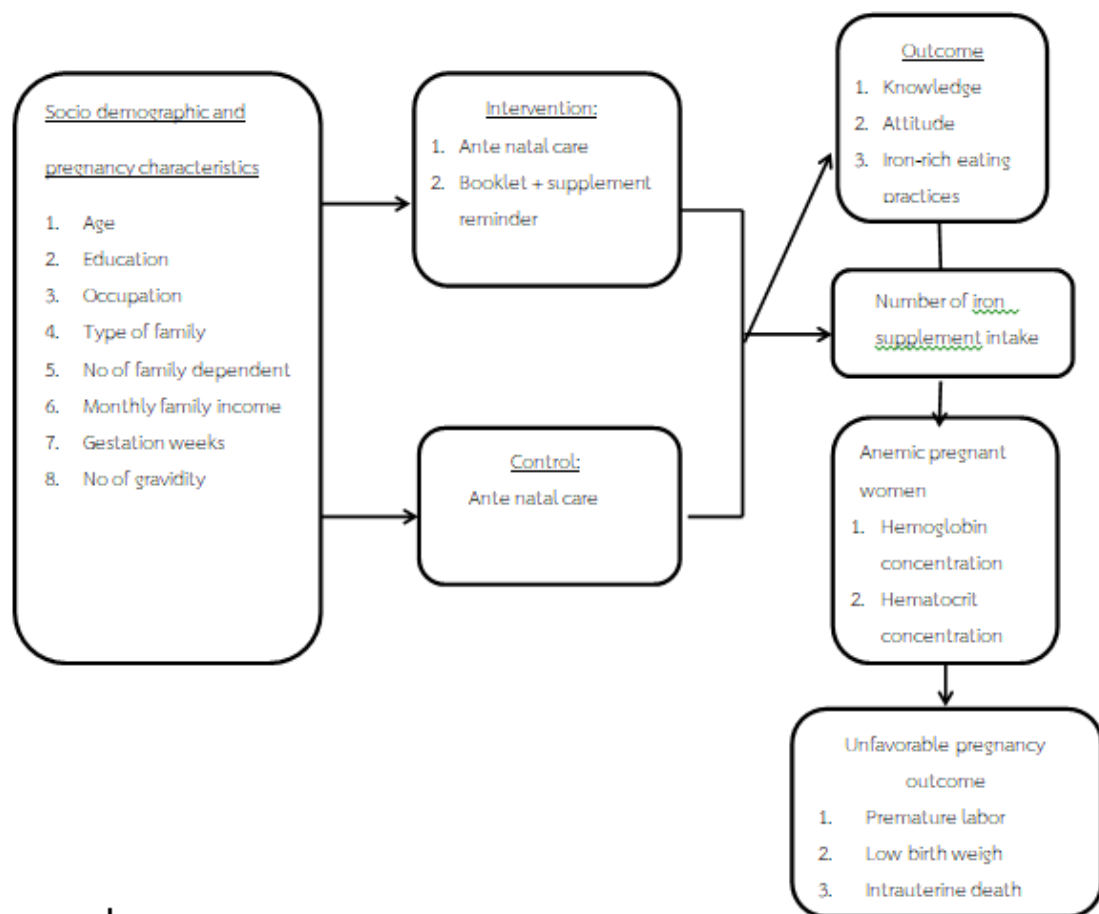 Socio demographic and
pregnancy characteristics
1. Age
2. Education
3. Occupation
4. Type of family
5. No of family dependent
6. Monthly family income
7. Gestation weeks
8. No of gravidity
Intervention:
1. Ante natal care
2. Booklet + supplement
reminder
Control:
Ante natal care
Outcome
1. Knowledge
2. Attitude
3. Iron-rich eating
practices
Number of iron
supplement intake
Anemic pregnant
women
1. Hemoglobin
concentration
2. Hematocrit
concentration
Unfavorable pregnancy
outcome
1. Premature labor
2. Low birth weigh
3. Intrauterine death